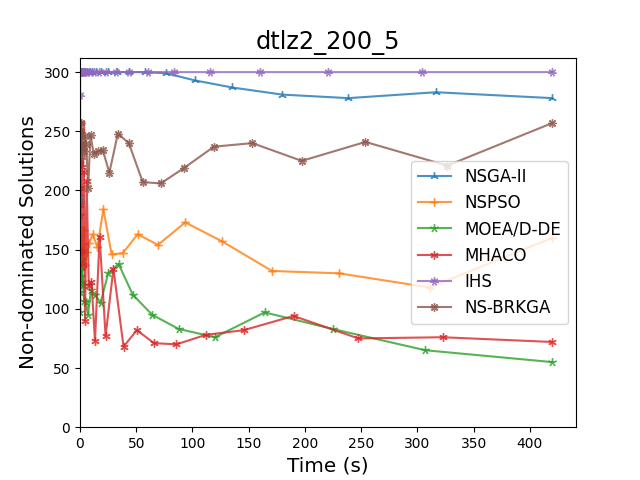 dtlz2_200_5
Non-dominated Solutions
300
250
200
150
100
50
0
NSGA-II
NSPSO
MOEA/D-DE
MHACO
IHS
NS-BRKGA
0 50 100 150 200 250 300 350 400
Time (s)